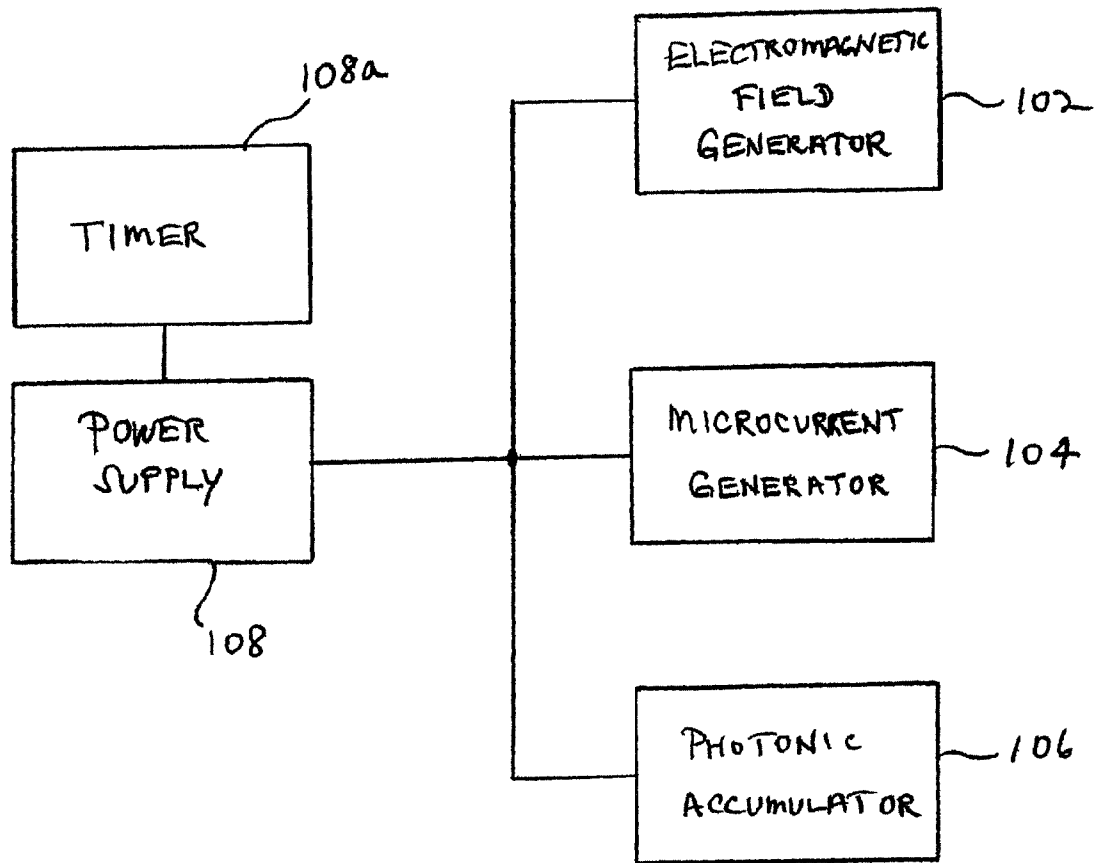 108a
TIMER
POWER
SUPPLY
108
ELECTROMAGNETIC
FIELD
GENERATOR
102
MICROCURRENT
GENERATOR
104
PHOTONIC
ACCUMULATOR
106